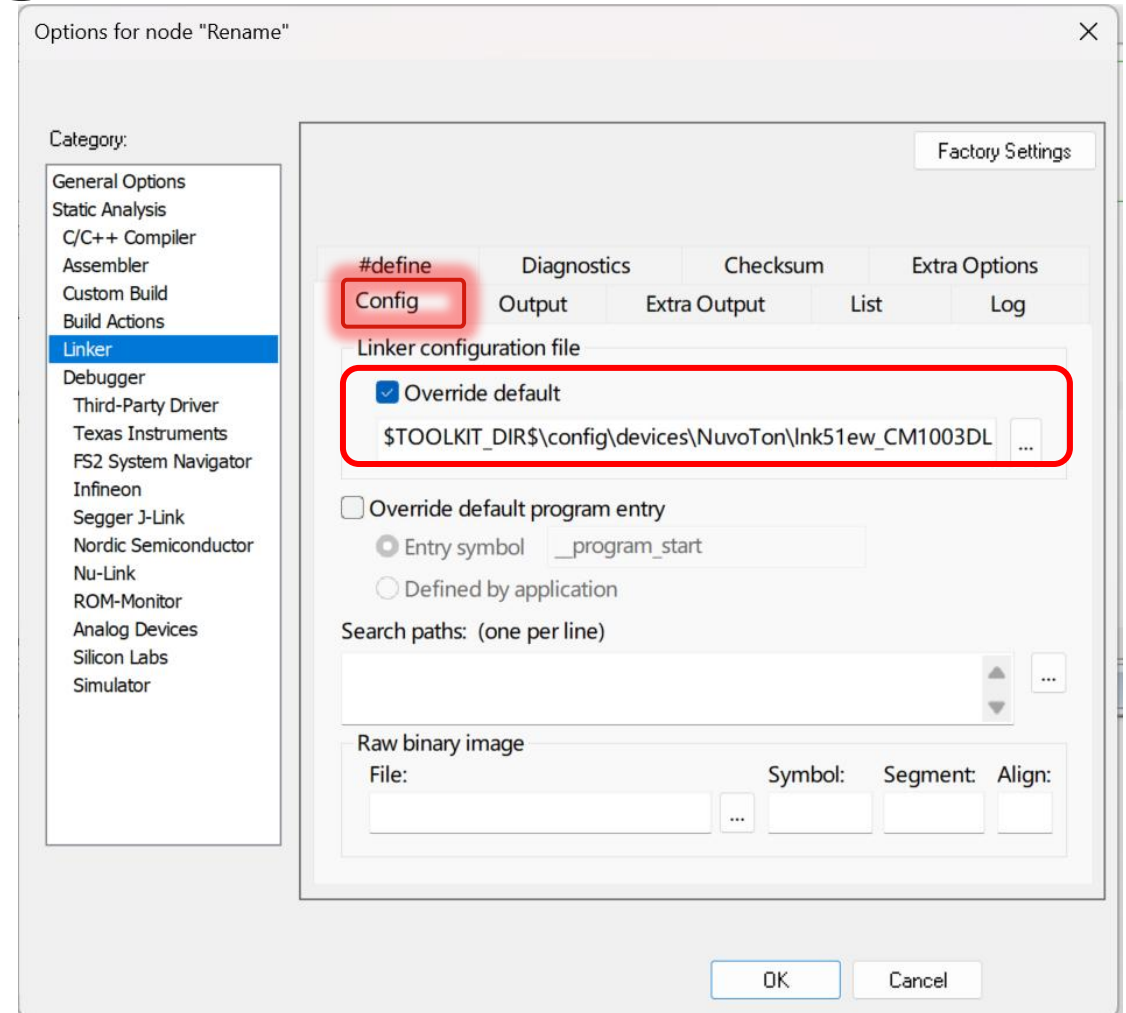 Options for node "Rename"
Category:
General Options
Static Analysis
C/C++ Compiler
Assembler
Custom Build
Build Actions
Linker
Debugger
Third-Party Driver
Texas Instruments
FS2 System Navigator
Infineon
Segger J-Link
Nordic Semiconductor
Nu-Link
ROM-Monitor
Analog Devices
Silicon Labs
Simulator
Factory Settings
#define Diagnostics Checksum Extra Options
Config Output Extra Output List Log
Linker configuration file
Override default
$TOOLKIT_DIR$\config\devices\NuvoTon\lnk51ew_CM1003DL ...
Override default program entry
Entry symbol __program_start
Defined by application
Search paths: (one per line)
...
Raw binary image
File: Symbol: Segment: Align:
...
OK Cancel